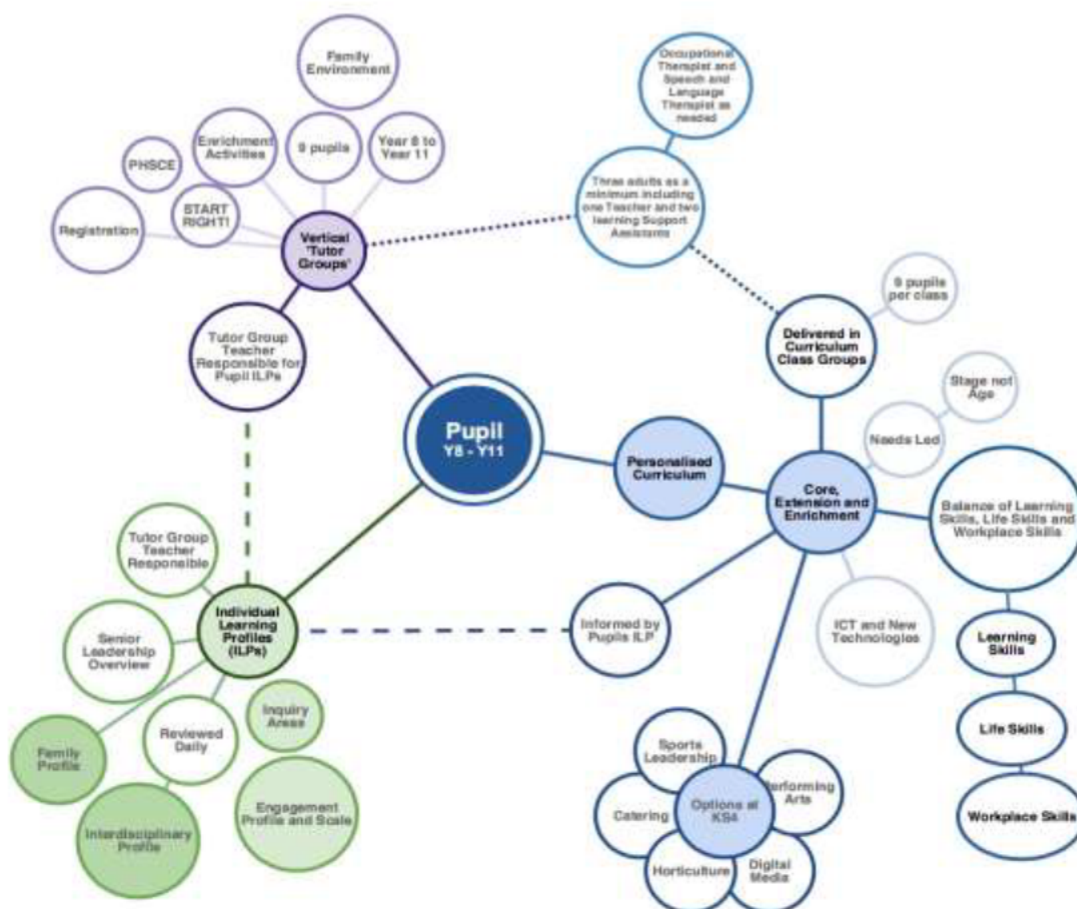 Family
Environment
Occupational
Therapist and
Speech and
Language
Therapist as
needed
Enrichment
Activities
9 pupils
Year 8 to
Year 11
PHSCE
START
RIGHT!
Registration
Vertical
'Tutor
Groups'
Three adults as a
minimum including
one Teacher and two
learning Support
Assistants
9 pupils
per class
Delivered in
Curriculum
Class Groups
Tutor Group
Teacher
Responsible for
Pupil ILPs
Stage not
Age
Pupil
Y8 - Y11
Needs Led
Personalised
Curriculum
Core,
Extension and
Enrichment
Balance of Learning
Skills, Life Skills and
Workplace Skills
Tutor Group
Teacher
Responsible
Individual
Learning
Profiles
(ILPs)
Informed by
Pupils ILP
ICT and New
Technologies
Senior
Leadership
Overview
Learning
Skills
Inquiry
Areas
Reviewed
Daily
Family
Profile
Life Skills
Sports
Leadership
Performing
Arts
Engagement
Profile and Scale
Catering
Options at
KS4
Workplace Skills
Interdisciplinary
Profile
Horticulture
Digital
Media